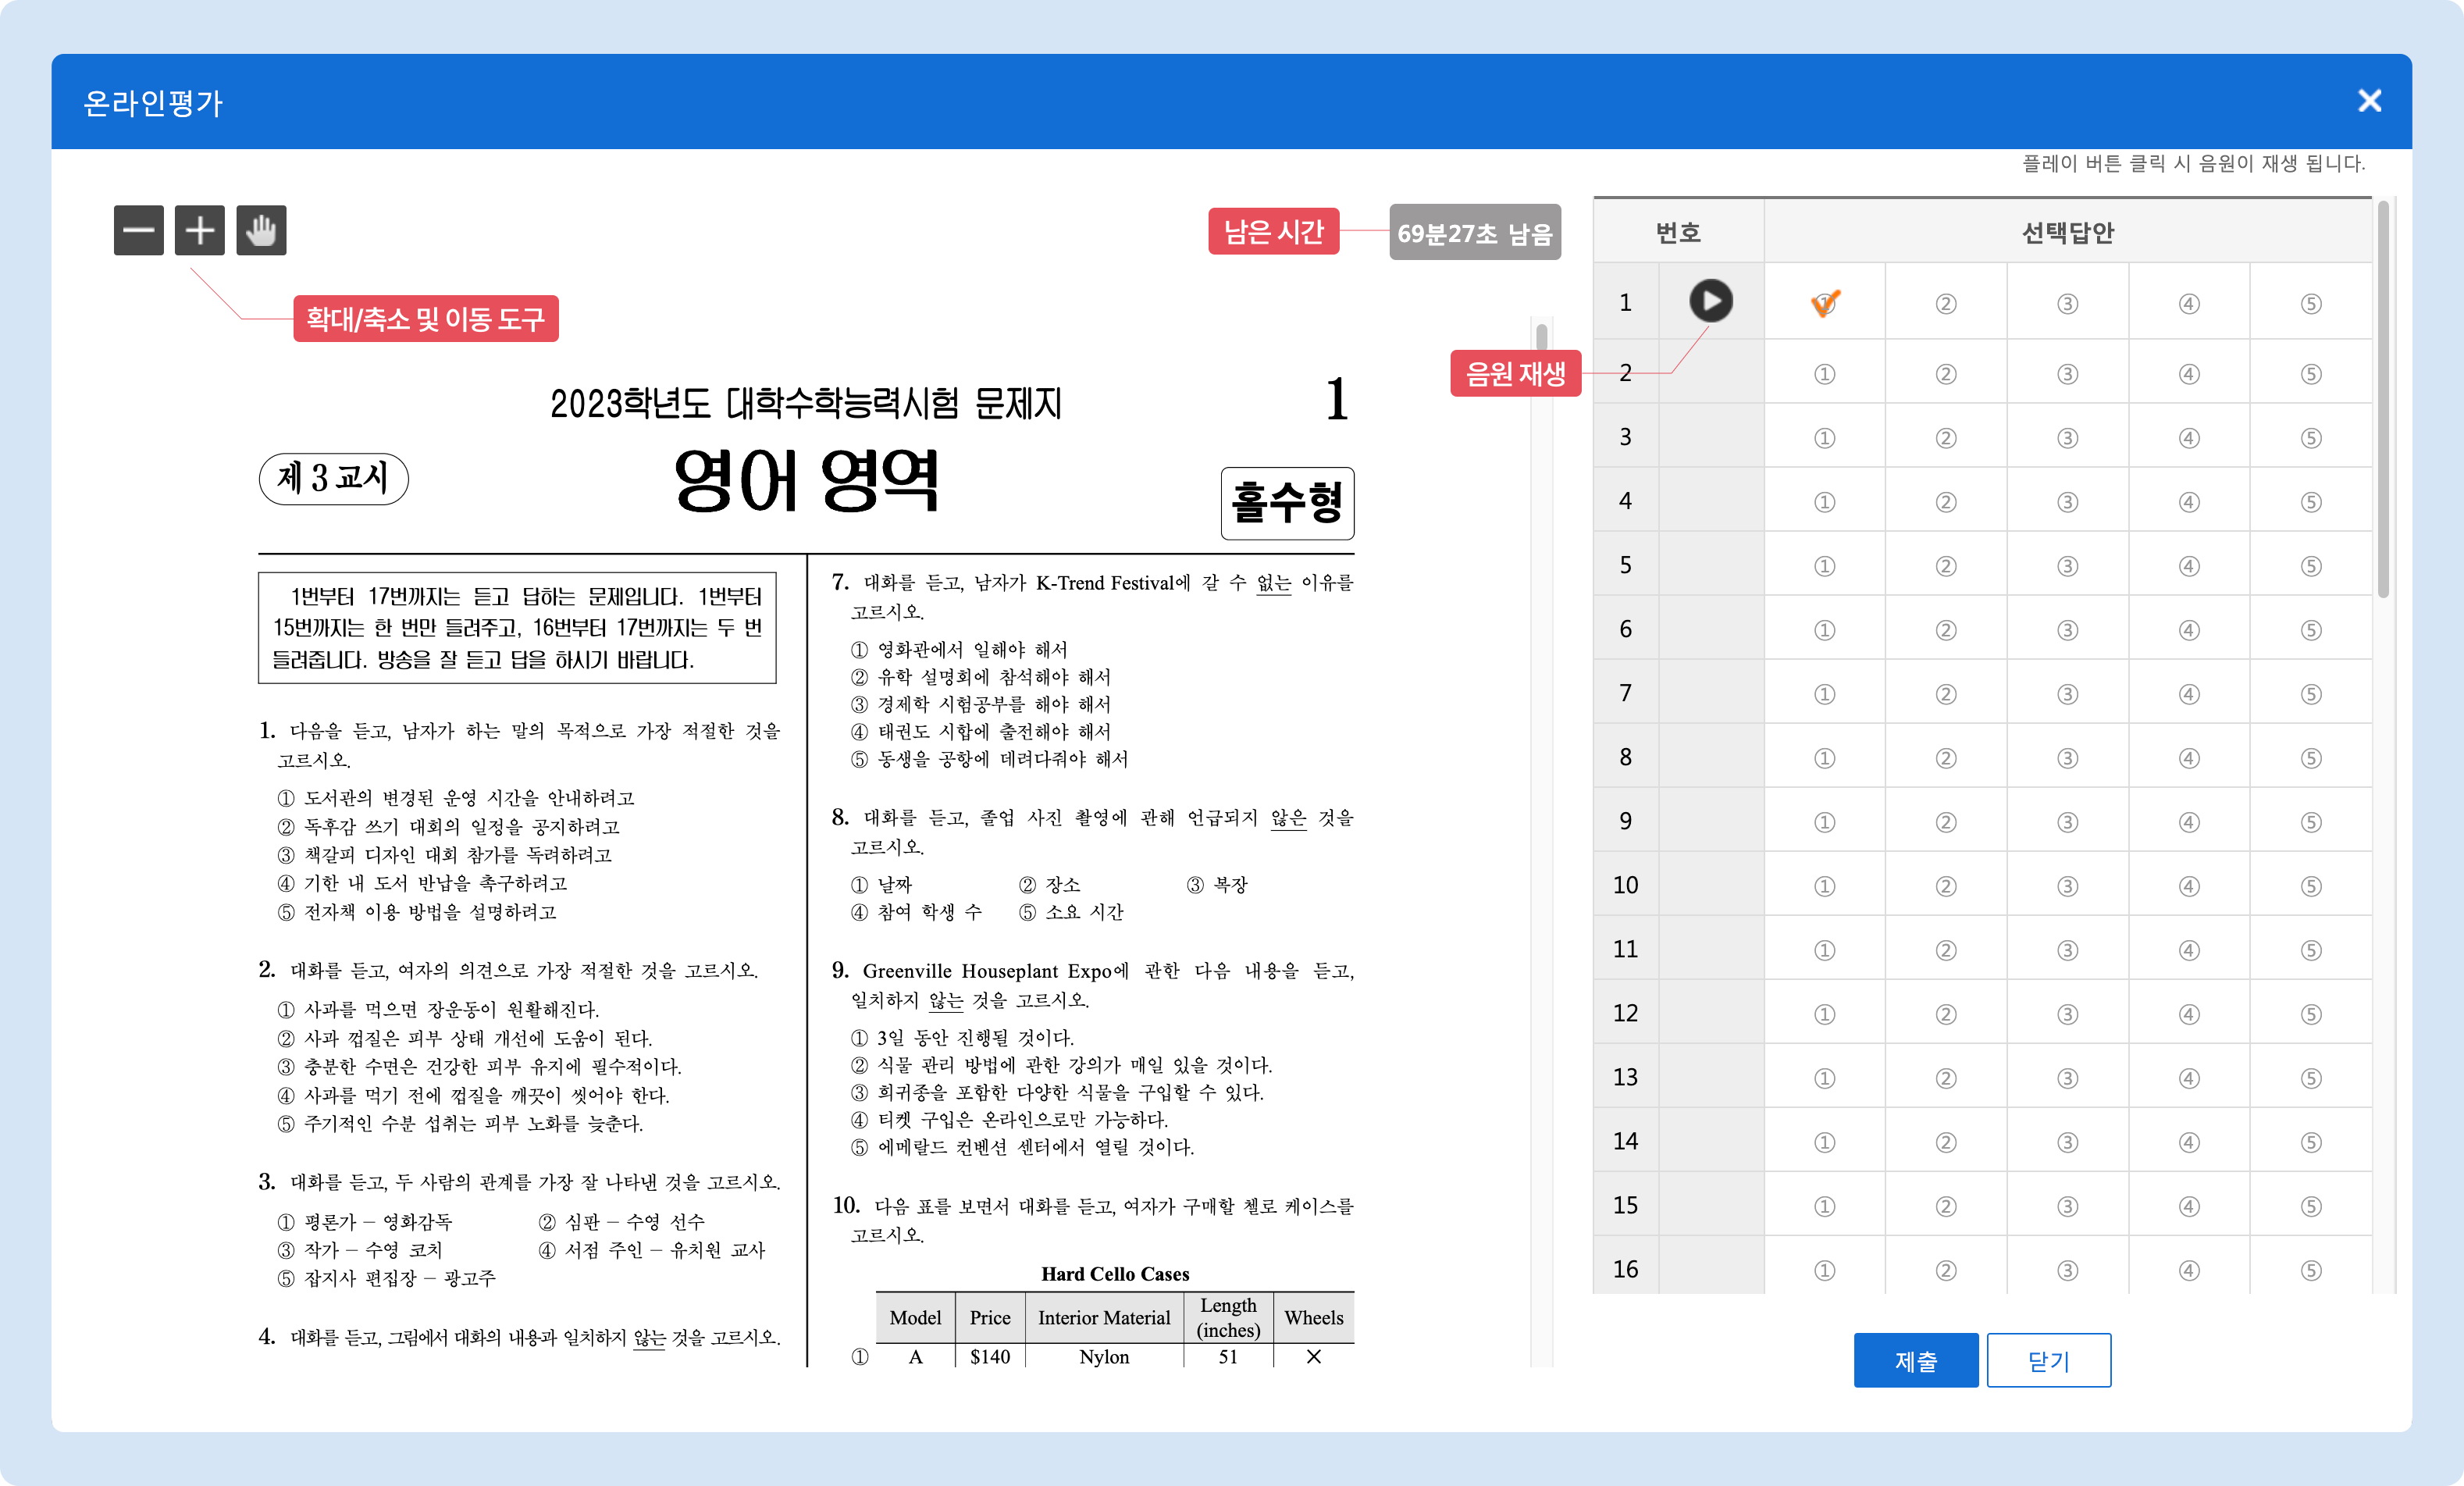 온라인평가
플레이 버튼 클릭 시 음원이 재생 됩니다.
남은 시간
69분27초 남음
확대/축소 및 이동 도구
음원 재생
2023학년도 대학수학능력시험 문제지
1
제 3 교시
영어 영역
홀수형
1번부터 17번까지는 듣고 답하는 문제입니다. 1번부터
15번까지는 한 번만 들려주고, 16번부터 17번까지는 두 번
들려줍니다. 방송을 잘 듣고 답을 하시기 바랍니다.
1. 다음을 듣고, 남자가 하는 말의 목적으로 가장 적절한 것을
고르시오.
① 도서관의 변경된 운영 시간을 안내하려고
② 독후감 쓰기 대회의 일정을 공지하려고
③ 책갈피 디자인 대회 참가를 독려하려고
④ 기한 내 도서 반납을 촉구하려고
⑤ 전자책 이용 방법을 설명하려고
2. 대화를 듣고, 여자의 의견으로 가장 적절한 것을 고르시오.
① 사과를 먹으면 장운동이 원활해진다.
② 사과 껍질은 피부 상태 개선에 도움이 된다.
③ 충분한 수면은 건강한 피부 유지에 필수적이다.
④ 사과를 먹기 전에 껍질을 깨끗이 씻어야 한다.
⑤ 주기적인 수분 섭취는 피부 노화를 늦춘다.
3. 대화를 듣고, 두 사람의 관계를 가장 잘 나타낸 것을 고르시오.
① 평론가 – 영화감독 ② 심판 – 수영 선수
③ 작가 – 수영 코치 ④ 서점 주인 – 유치원 교사
⑤ 잡지사 편집장 – 광고주
4. 대화를 듣고, 그림에서 대화의 내용과 일치하지 않는 것을 고르시오.
7. 대화를 듣고, 남자가 K-Trend Festival에 갈 수 없는 이유를
고르시오.
① 영화관에서 일해야 해서
② 유학 설명회에 참석해야 해서
③ 경제학 시험공부를 해야 해서
④ 태권도 시합에 출전해야 해서
⑤ 동생을 공항에 데려다줘야 해서
8. 대화를 듣고, 졸업 사진 촬영에 관해 언급되지 않은 것을
고르시오.
① 날짜 ② 장소 ③ 복장
④ 참여 학생 수 ⑤ 소요 시간
9. Greenville Houseplant Expo에 관한 다음 내용을 듣고,
일치하지 않는 것을 고르시오.
① 3일 동안 진행될 것이다.
② 식물 관리 방법에 관한 강의가 매일 있을 것이다.
③ 희귀종을 포함한 다양한 식물을 구입할 수 있다.
④ 티켓 구입은 온라인으로만 가능하다.
⑤ 에메랄드 컨벤션 센터에서 열릴 것이다.
10. 다음 표를 보면서 대화를 듣고, 여자가 구매할 첼로 케이스를
고르시오.
Hard Cello Cases
Model Price Interior Material Length (inches) Wheels
① A $140 Nylon 51 ✕
번호 선택답안
1 ① ② ③ ④ ⑤
2 ① ② ③ ④ ⑤
3 ① ② ③ ④ ⑤
4 ① ② ③ ④ ⑤
5 ① ② ③ ④ ⑤
6 ① ② ③ ④ ⑤
7 ① ② ③ ④ ⑤
8 ① ② ③ ④ ⑤
9 ① ② ③ ④ ⑤
10 ① ② ③ ④ ⑤
11 ① ② ③ ④ ⑤
12 ① ② ③ ④ ⑤
13 ① ② ③ ④ ⑤
14 ① ② ③ ④ ⑤
15 ① ② ③ ④ ⑤
16 ① ② ③ ④ ⑤
제출
닫기